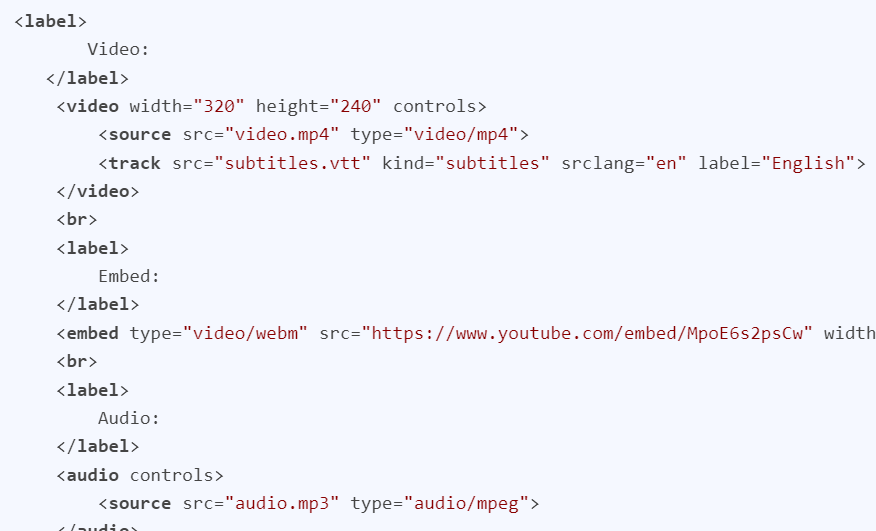 <label>
Video:
</label>
<video width="320" height="240" controls>
<source src="video.mp4" type="video/mp4">
<track src="subtitles.vtt" kind="subtitles" srclang="en" label="English">
</video>
<br>
<label>
Embed:
</label>
<embed type="video/webm" src="https://www.youtube.com/embed/MpoE6s2psCw" width
<br>
<label>
Audio:
</label>
<audio controls>
<source src="audio.mp3" type="audio/mpeg">
</audio>